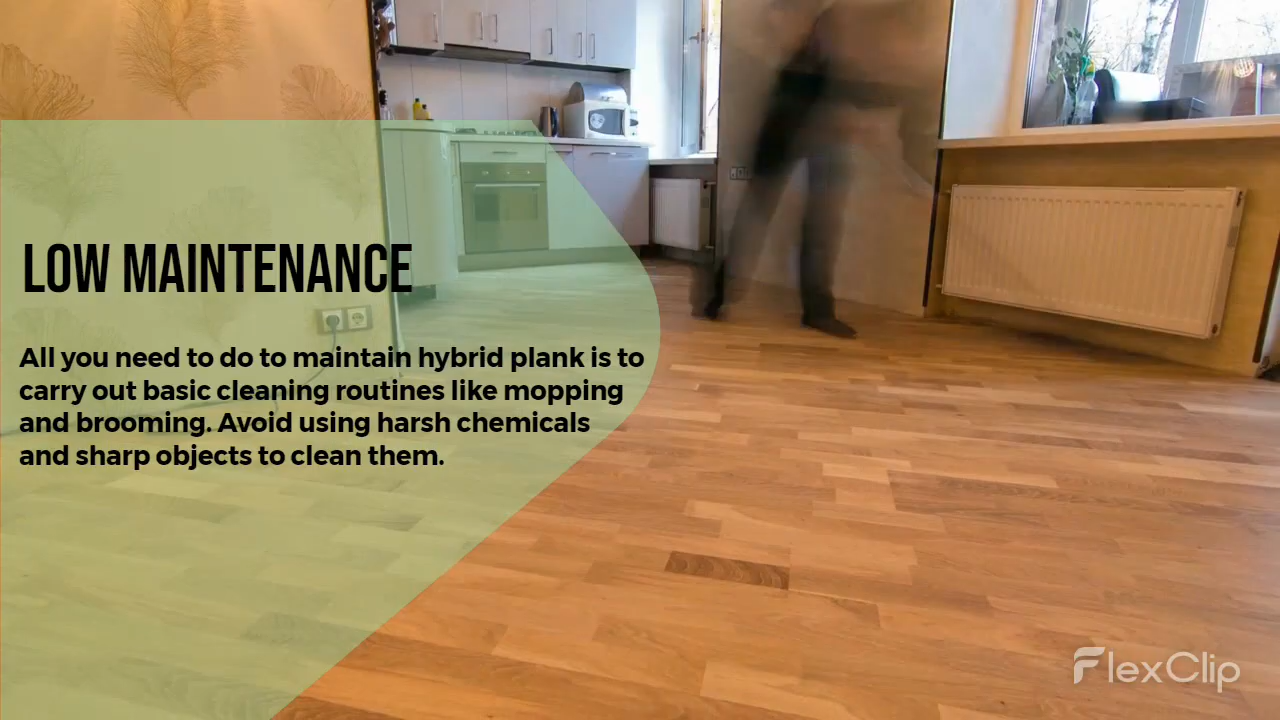 LOW MAINTENANCE
All you need to do to maintain hybrid plank is to
carry out basic cleaning routines like mopping
and brooming. Avoid using harsh chemicals
and sharp objects to clean them.
FlexClip